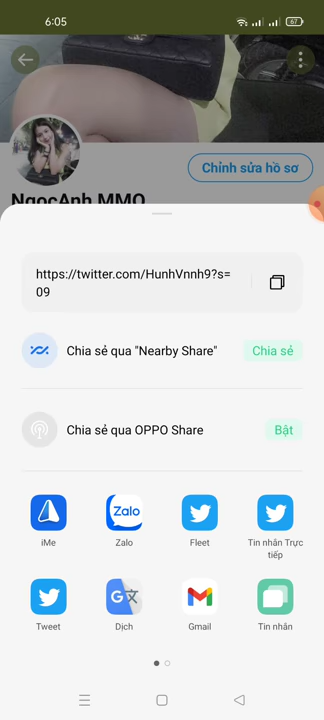 6:05
67
Chỉnh sửa hồ sơ
NgocAnh MMO
https://twitter.com/HunhVnnh9?s=
09
Chia sẻ qua "Nearby Share"
Chia sẻ
Chia sẻ qua OPPO Share
Bật
Zalo
iMe
Zalo
Fleet
Tin nhắn Trực
tiếp
G文
Tweet
Dịch
Gmail
Tin nhắn